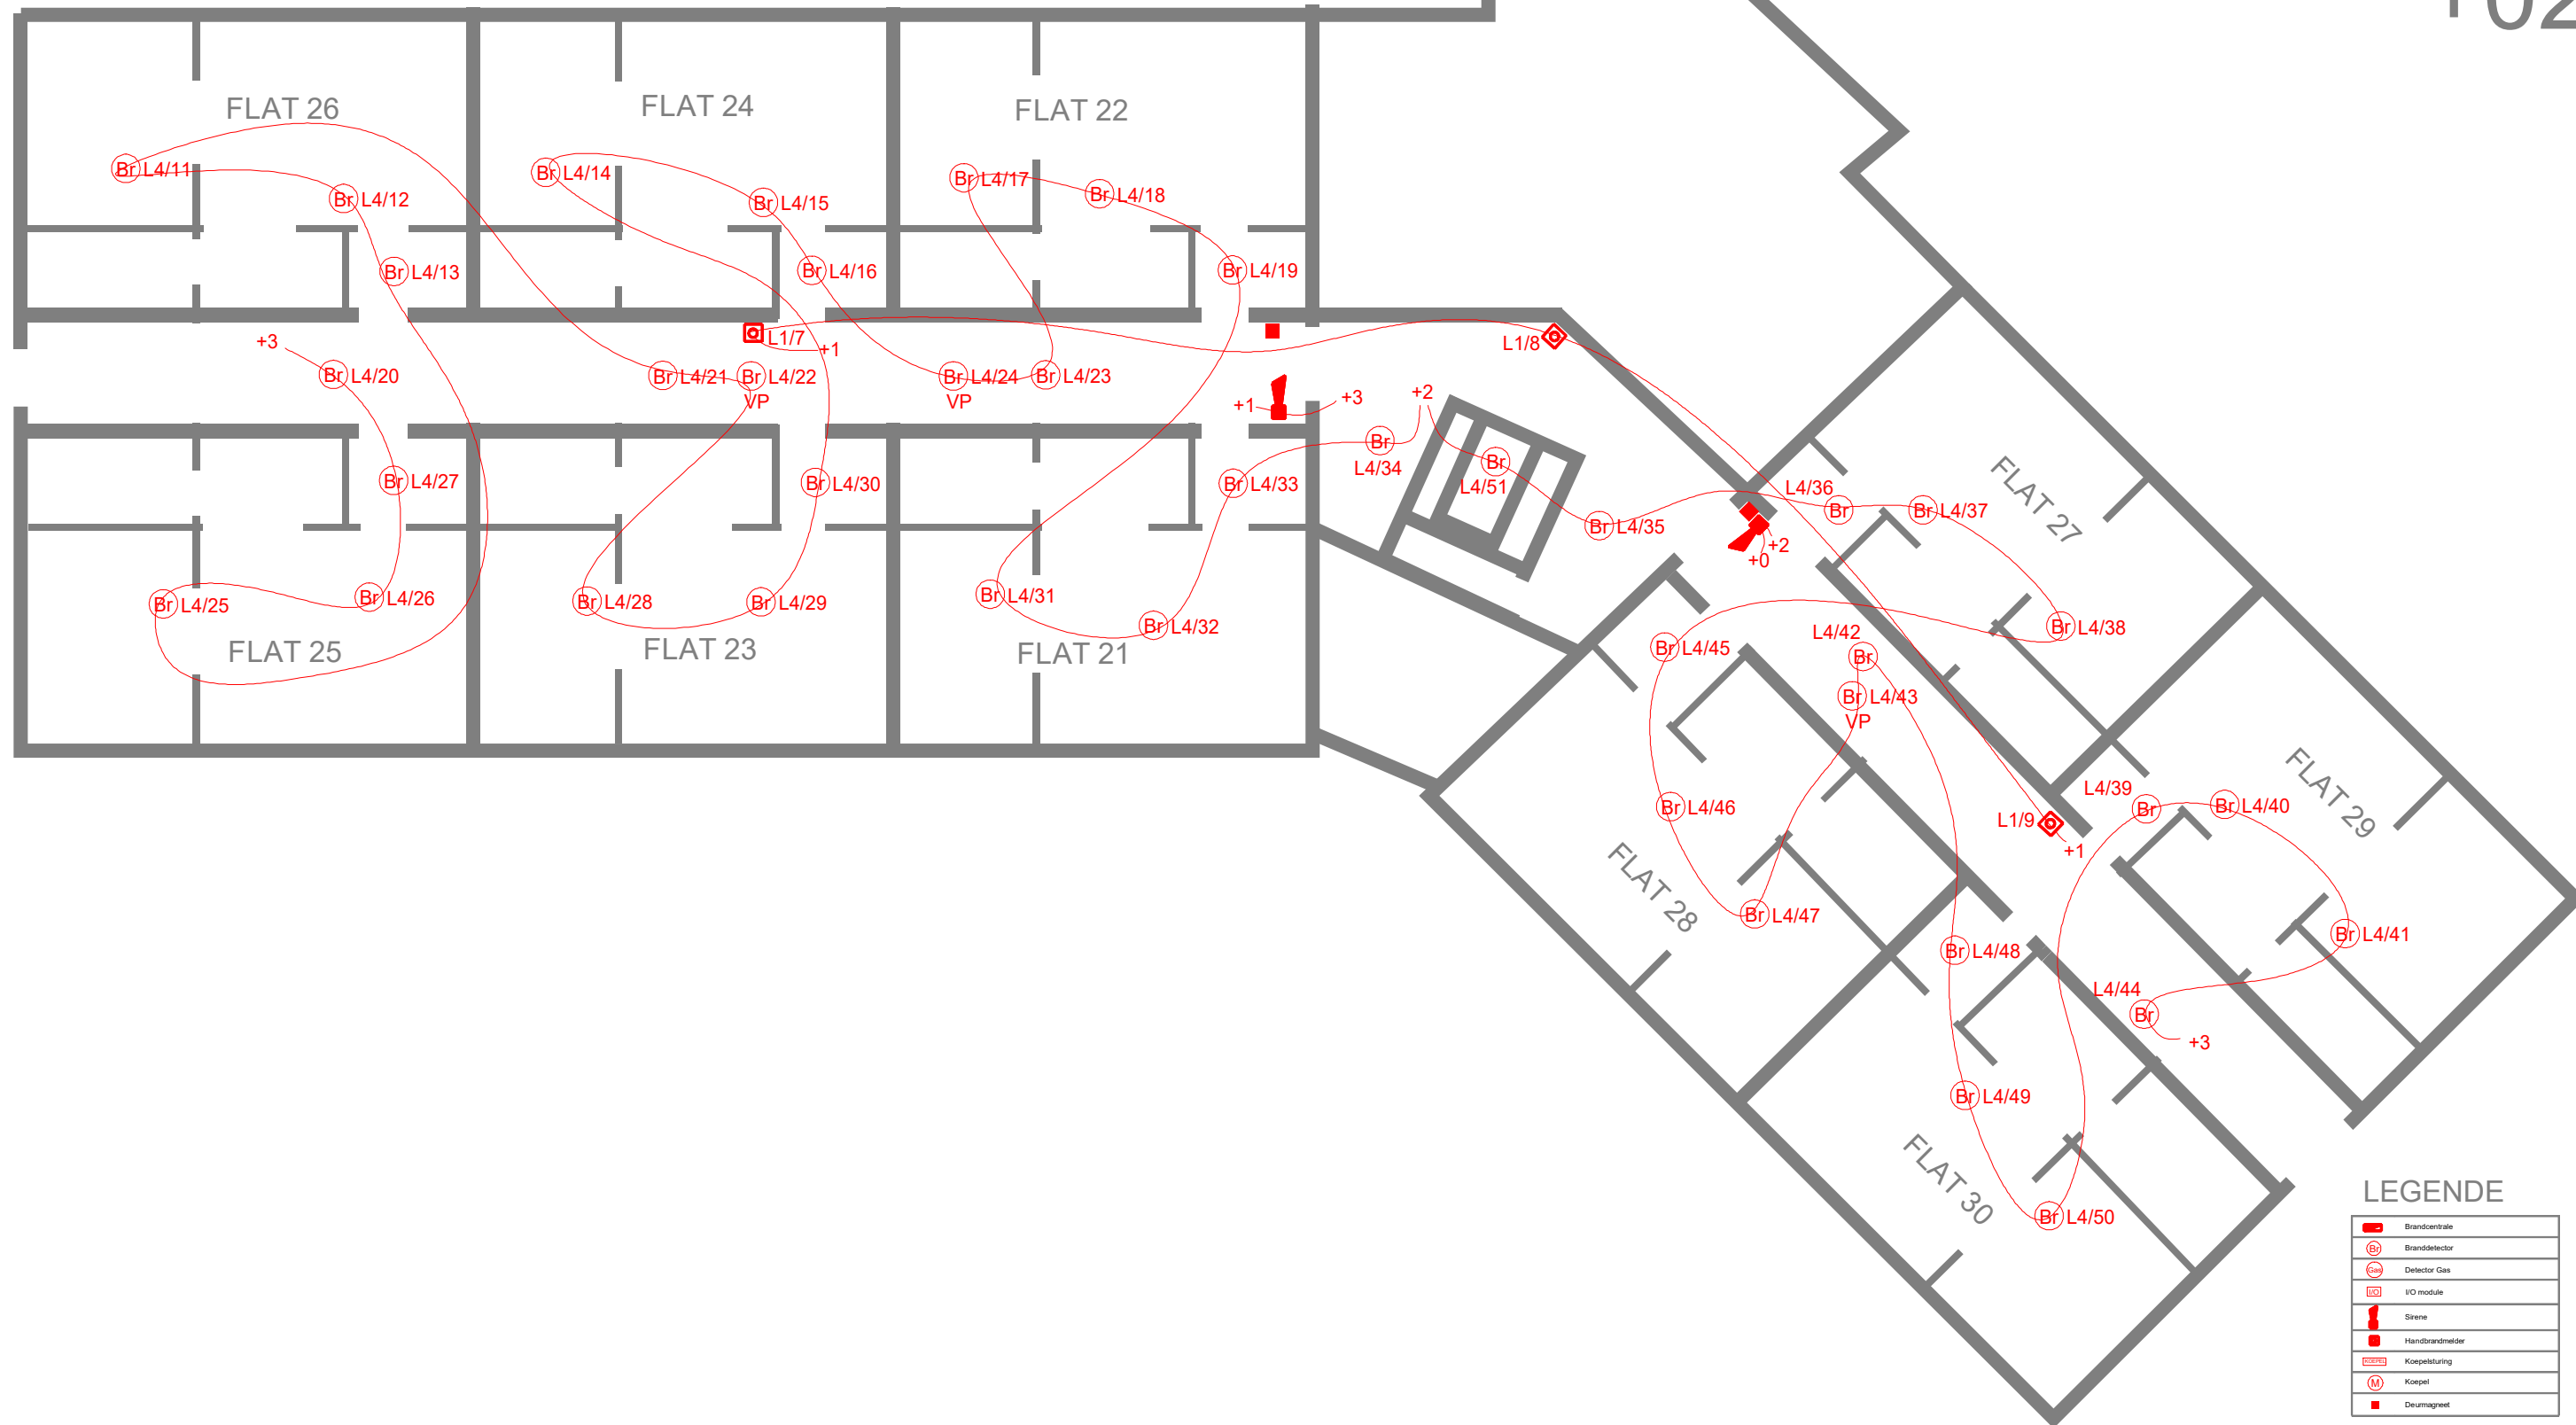 +02
FLAT 26
FLAT 24
FLAT 22
Br L4/11
Br L4/12
Br L4/13
Br L4/14
Br L4/15
Br L4/16
Br L4/17
Br L4/18
Br L4/19
+3
Br L4/20
Br L4/21
Br L4/22
VP
L1/7
+1
Br L4/24
VP
Br L4/23
L1/8
+1
+3
+2
Br
L4/34
Br
L4/51
Br L4/35
Br L4/27
Br L4/26
Br L4/25
Br L4/30
Br L4/28
Br L4/29
Br L4/33
Br L4/31
Br L4/32
FLAT 25
FLAT 23
FLAT 21
L4/36
Br
Br L4/37
FLAT 27
+2
+0
Br L4/38
Br L4/45
L4/42
Br
Br L4/43
VP
Br L4/46
Br L4/47
FLAT 28
L4/39
Br
Br L4/40
FLAT 29
L1/9
+1
Br L4/41
Br L4/48
L4/44
Br
+3
Br L4/49
FLAT 30
Br L4/50
LEGENDE
Brandcentrale
Br Branddetector
Gas Detector Gas
I/O I/O module
Sirene
Handbrandmelder
KOEPEL Koepelsturing
M Koepel
Deurmagneet